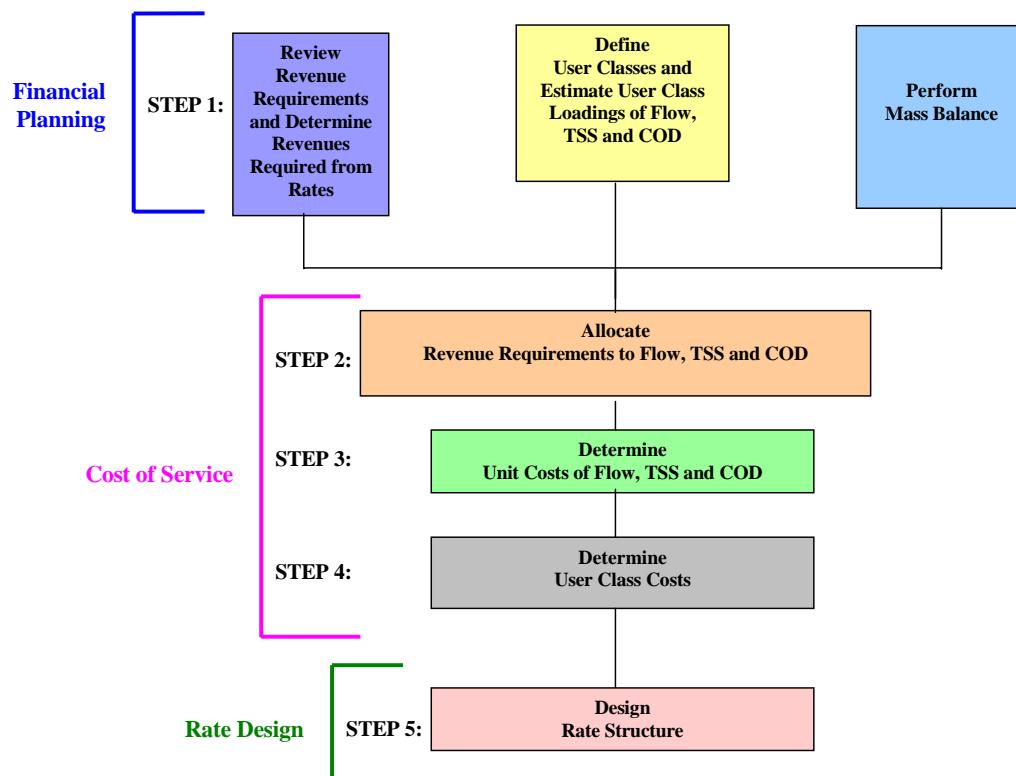 Financial
Planning
STEP 1:
Review
Revenue
Requirements
and Determine
Revenues
Required from
Rates
Define
User Classes and
Estimate User Class
Loadings of Flow,
TSS and COD
Perform
Mass Balance
Cost of Service
STEP 2:
Allocate
Revenue Requirements to Flow, TSS and COD
STEP 3:
Determine
Unit Costs of Flow, TSS and COD
STEP 4:
Determine
User Class Costs
Rate Design
STEP 5:
Design
Rate Structure